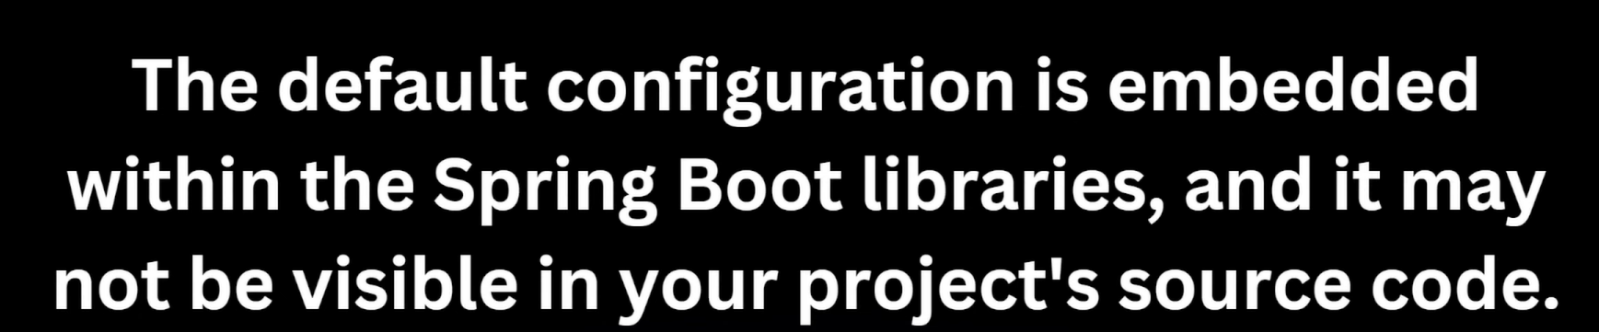 The default configuration is embedded
within the Spring Boot libraries, and it may
not be visible in your project's source code.